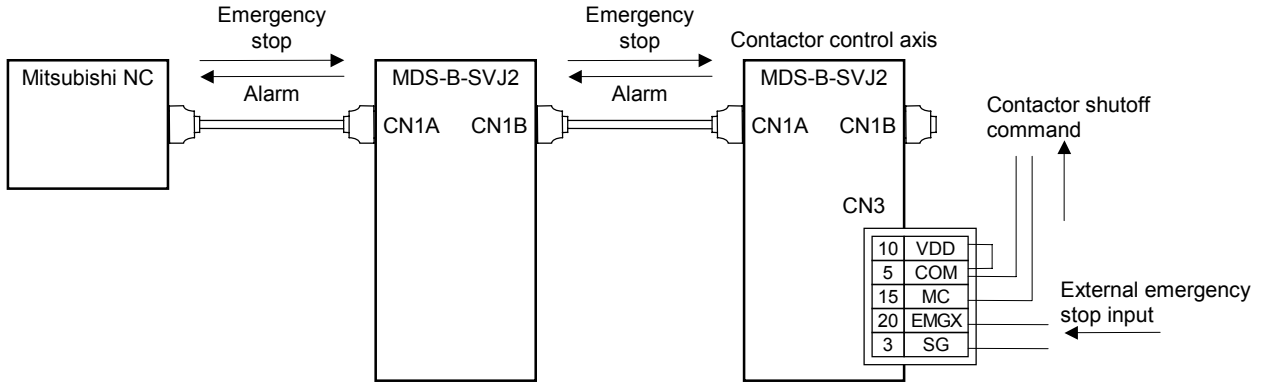 Emergency
stop
Alarm
Emergency
stop
Alarm
Contactor control axis
Mitsubishi NC
MDS-B-SVJ2
CN1A CN1B
MDS-B-SVJ2
CN1A CN1B
Contactor shutoff
command
CN3
10 VDD
5 COM
15 MC
20 EMGX
3 SG
External emergency
stop input